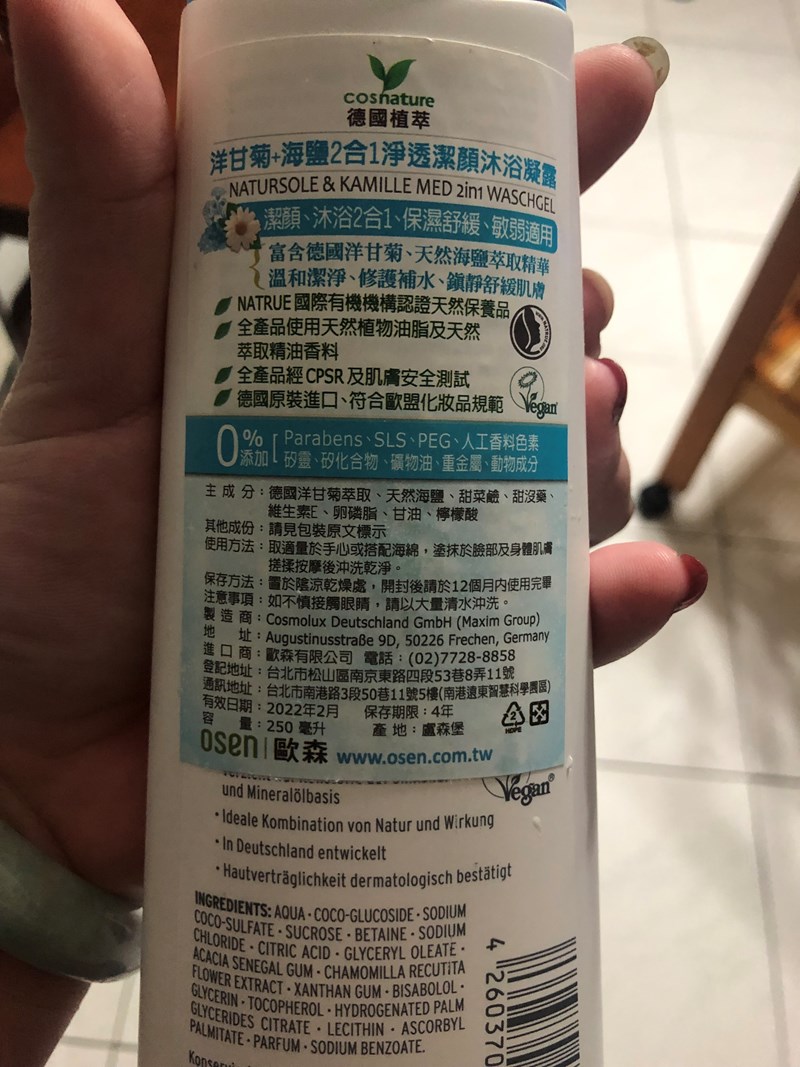 cosnature
德國植萃
洋甘菊+海鹽2合1淨透潔顏沐浴凝露
NATURSOLE & KAMILLE MED 2in1 WASCHGEL
潔顏、沐浴2合1、保濕舒緩、敏弱適用
富含德國洋甘菊、天然海鹽萃取精華
溫和潔淨、修護補水、鎮靜舒緩肌膚
NATRUE 國際有機機構認證天然保養品
全產品使用天然植物油脂及天然
萃取精油香料
全產品經 CPSR 及肌膚安全測試
德國原裝進口、符合歐盟化妝品規範
Vegan
0%添加[ Parabens、SLS、PEG、人工香料色素
矽靈、矽化合物、礦物油、重金屬、動物成分
主成分：德國洋甘菊萃取、天然海鹽、甜菜鹼、甜沒藥、
維生素E、卵磷脂、甘油、檸檬酸
其他成份：請見包裝原文標示
使用方法：取適量於手心或搭配海綿，塗抹於臉部及身體肌膚
搓揉按摩後沖洗乾淨。
保存方法：置於陰涼乾燥處，開封後請於12個月內使用完畢
注意事項：如不慎接觸眼睛，請以大量清水沖洗。
製造商：Cosmolux Deutschland GmbH (Maxim Group)
地址：Augustinusstraße 9D, 50226 Frechen, Germany
進口商：歐森有限公司 電話：(02)7728-8858
登記地址：台北市松山區南京東路四段53巷8弄11號
通訊地址：台北市南港路3段50巷11號5樓(南港遠東智慧科學園區)
有效日期：2022年2月 保存期限：4年
容量：250 毫升 產地：盧森堡
2 HDPE
osen | 歐森 www.osen.com.tw
und Mineralölbasis
Vegan®
• Ideale Kombination von Natur und Wirkung
• In Deutschland entwickelt
• Hautverträglichkeit dermatologisch bestätigt
INGREDIENTS: AQUA · COCO-GLUCOSIDE · SODIUM
COCO-SULFATE · SUCROSE · BETAINE · SODIUM
CHLORIDE · CITRIC ACID · GLYCERYL OLEATE ·
ACACIA SENEGAL GUM · CHAMOMILLA RECUTITA
FLOWER EXTRACT · XANTHAN GUM · BISABOLOL ·
GLYCERIN · TOCOPHEROL · HYDROGENATED PALM
GLYCERIDES CITRATE · LECITHIN · ASCORBYL
PALMITATE · PARFUM · SODIUM BENZOATE.
4 260370